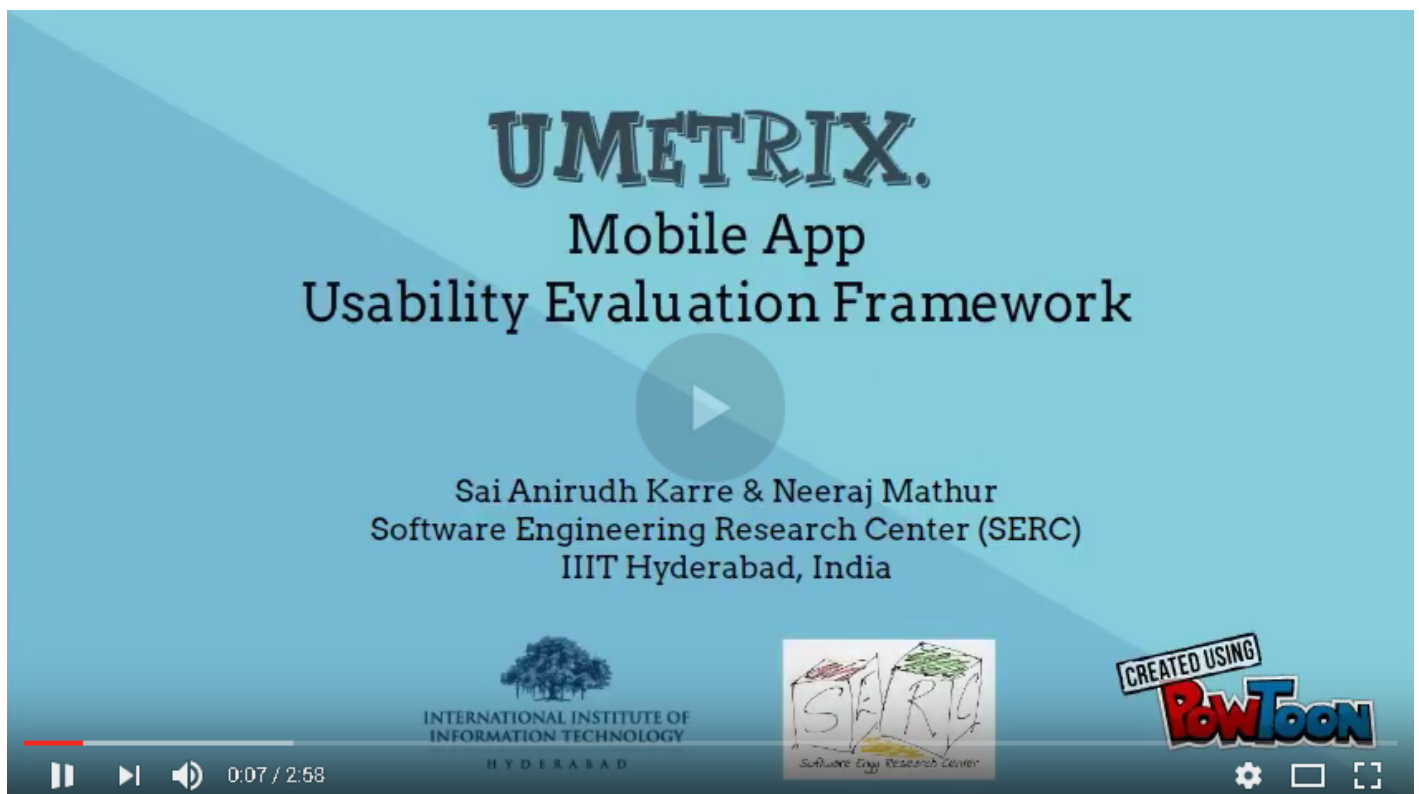 UMETRIX.
Mobile App
Usability Evaluation Framework
Sai Anirudh Karre & Neeraj Mathur
Software Engineering Research Center (SERC)
IIIT Hyderabad, India
INTERNATIONAL INSTITUTE OF
INFORMATION TECHNOLOGY
HYDERABAD
SERC
Software Engg Research Center
CREATED USING
POWTOON
0:07 / 2:58